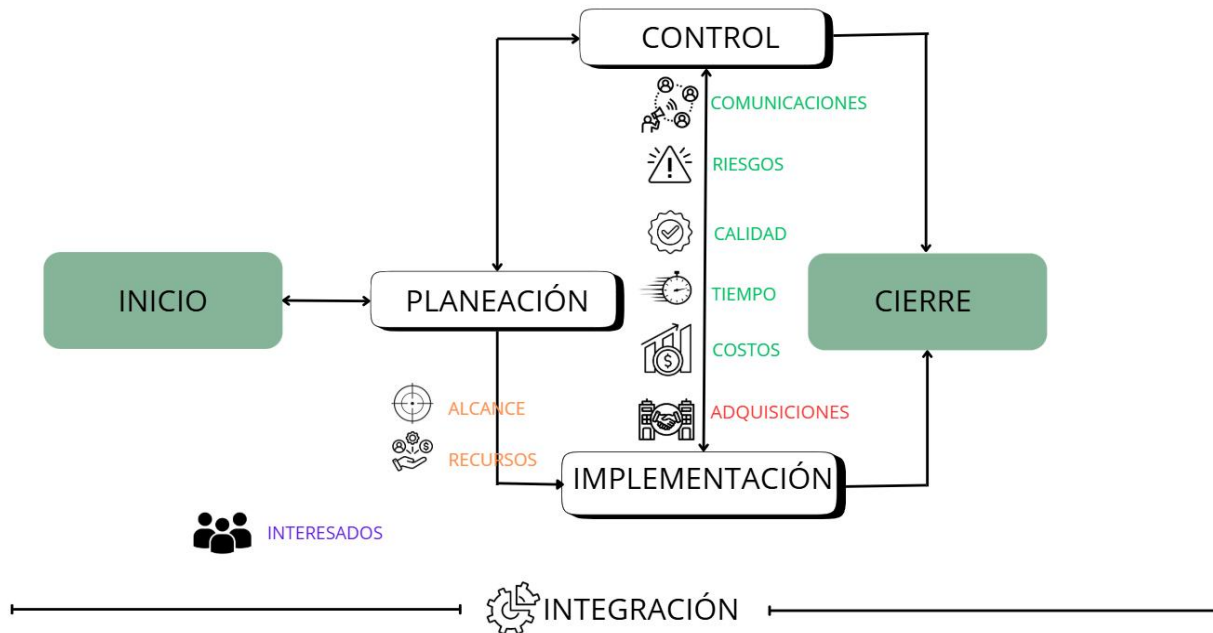 CONTROL
COMUNICACIONES
RIESGOS
CALIDAD
INICIO
PLANEACIÓN
TIEMPO
CIERRE
COSTOS
ALCANCE
ADQUISICIONES
RECURSOS
IMPLEMENTACIÓN
INTERESADOS
INTEGRACIÓN